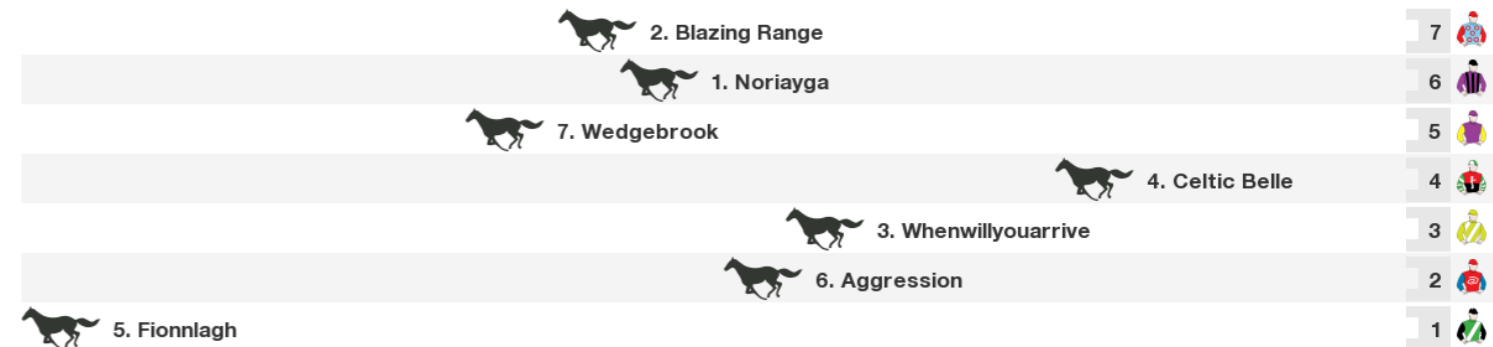 2. Blazing Range 7
1. Noriayga 6
7. Wedgebrook 5
4. Celtic Belle 4
3. Whenwillyouarrive 3
6. Aggression 2
5. Fionnlagh 1